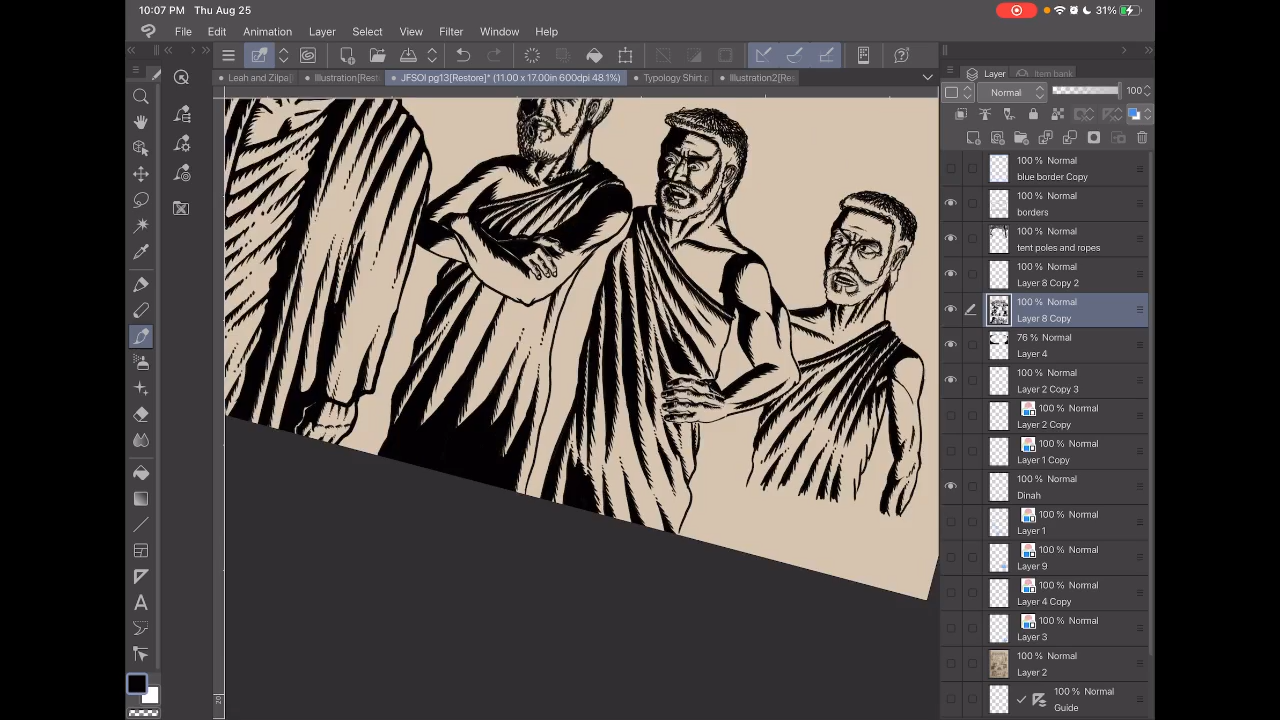 10:07 PM Thu Aug 25
31%
File Edit Animation Layer Select View Filter Window Help
Leah and Zilpa[
Illustration[Rest
JFSOI pg13[Restore]* (11.00 x 17.00in 600dpi 48.1%)
Typology Shirt.p
Illustration2[Res
Layer
Item bank
Normal
100
100 % Normal
blue border Copy
100 % Normal
borders
100 % Normal
tent poles and ropes
100 % Normal
Layer 8 Copy 2
100 % Normal
Layer 8 Copy
76 % Normal
Layer 4
100 % Normal
Layer 2 Copy 3
100 % Normal
Layer 2 Copy
100 % Normal
Layer 1 Copy
100 % Normal
Dinah
100 % Normal
Layer 1
100 % Normal
Layer 9
100 % Normal
Layer 4 Copy
100 % Normal
Layer 3
100 % Normal
Layer 2
100 % Normal
Guide